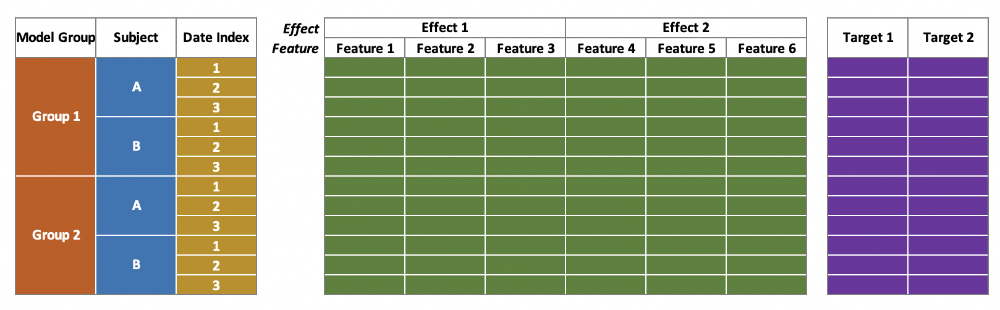 Model Group Subject Date Index Effect Effect 1 Effect 2 Target 1 Target 2
Feature Feature 1 Feature 2 Feature 3 Feature 4 Feature 5 Feature 6
Group 1 A 1
2
3
B 1
2
3
Group 2 A 1
2
3
B 1
2
3